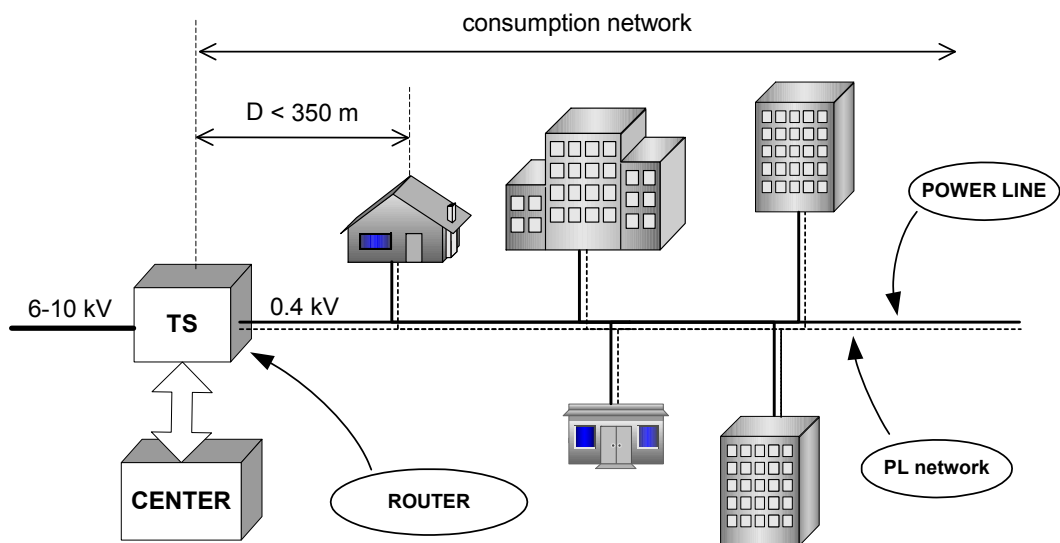 consumption network
D < 350 m
POWER LINE
6-10 kV
TS
0.4 kV
CENTER
ROUTER
PL network